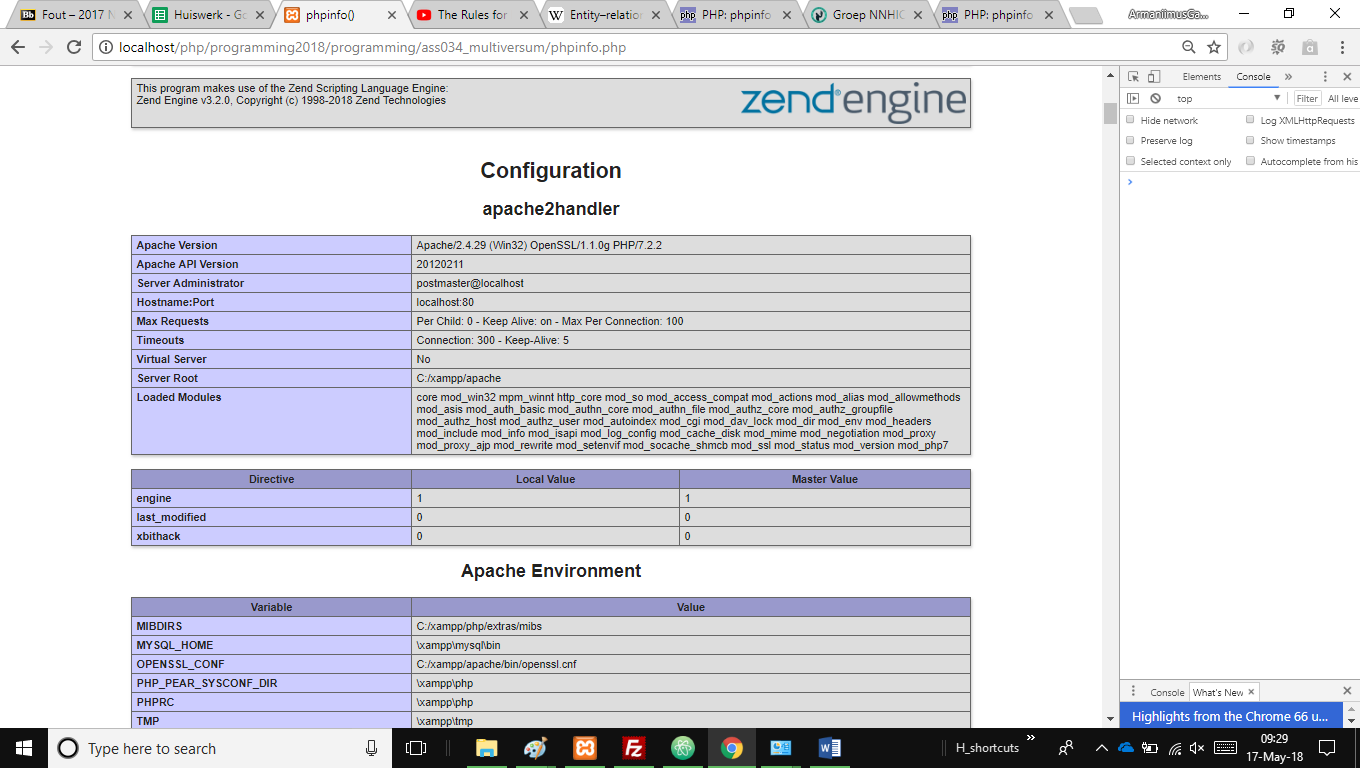 Fout – 2017 N
Huiswerk - Go
phpinfo()
The Rules for
Entity–relation
PHP: phpinfo
Groep NNHIC
PHP: phpinfo
ArmaniimusGa...
localhost/php/programming2018/programming/ass034_multiversum/phpinfo.php
This program makes use of the Zend Scripting Language Engine:
Zend Engine v3.2.0, Copyright (c) 1998-2018 Zend Technologies
zend® engine
Configuration
apache2handler
Apache Version Apache/2.4.29 (Win32) OpenSSL/1.1.0g PHP/7.2.2
Apache API Version 20120211
Server Administrator postmaster@localhost
Hostname:Port localhost:80
Max Requests Per Child: 0 - Keep Alive: on - Max Per Connection: 100
Timeouts Connection: 300 - Keep-Alive: 5
Virtual Server No
Server Root C:/xampp/apache
Loaded Modules core mod_win32 mpm_winnt http_core mod_so mod_access_compat mod_actions mod_alias mod_allowmethods
mod_asis mod_auth_basic mod_authn_core mod_authn_file mod_authz_core mod_authz_groupfile
mod_authz_host mod_authz_user mod_autoindex mod_cgi mod_dav_lock mod_dir mod_env mod_headers
mod_include mod_info mod_isapi mod_log_config mod_cache_disk mod_mime mod_negotiation mod_proxy
mod_proxy_ajp mod_rewrite mod_setenvif mod_socache_shmcb mod_ssl mod_status mod_version mod_php7
Directive Local Value Master Value
engine 1 1
last_modified 0 0
xbithack 0 0
Apache Environment
Variable Value
MIBDIRS C:/xampp/php/extras/mibs
MYSQL_HOME \xampp\mysql\bin
OPENSSL_CONF C:/xampp/apache/bin/openssl.cnf
PHP_PEAR_SYSCONF_DIR \xampp\php
PHPRC \xampp\php
TMP \xampp\tmp
Elements Console »
top Filter All leve
Hide network Log XMLHttpRequests
Preserve log Show timestamps
Selected context only Autocomplete from his
Console What's New
Highlights from the Chrome 66 u...
Type here to search
H_shortcuts
09:29
17-May-18